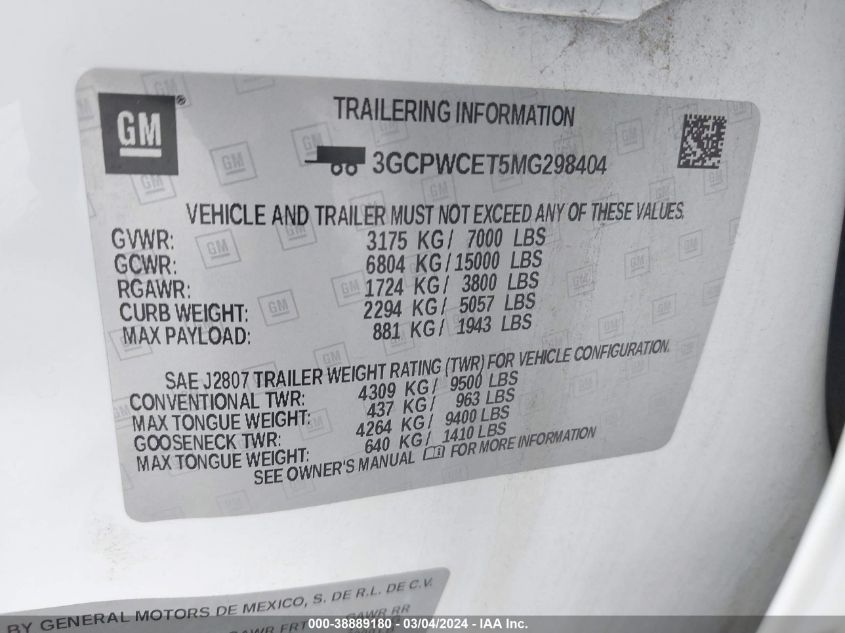 GM®
TRAILERING INFORMATION
3GCPWCET5MG298404
VEHICLE AND TRAILER MUST NOT EXCEED ANY OF THESE VALUES.
GVWR: 3175 KG/ 7000 LBS
GCWR: 6804 KG/15000 LBS
RGAWR: 1724 KG/ 3800 LBS
CURB WEIGHT: 2294 KG/ 5057 LBS
MAX PAYLOAD: 881 KG/ 1943 LBS
SAE J2807 TRAILER WEIGHT RATING (TWR) FOR VEHICLE CONFIGURATION.
CONVENTIONAL TWR: 4309 KG/ 9500 LBS
MAX TONGUE WEIGHT: 437 KG/ 963 LBS
GOOSENECK TWR: 4264 KG/ 9400 LBS
MAX TONGUE WEIGHT: 640 KG/ 1410 LBS
SEE OWNER'S MANUAL FOR MORE INFORMATION
BY GENERAL MOTORS DE MEXICO, S. DE R.L. DE C.V.
GAWR FRT GAWR RR
000-38889180 - 03/04/2024 - IAA Inc.